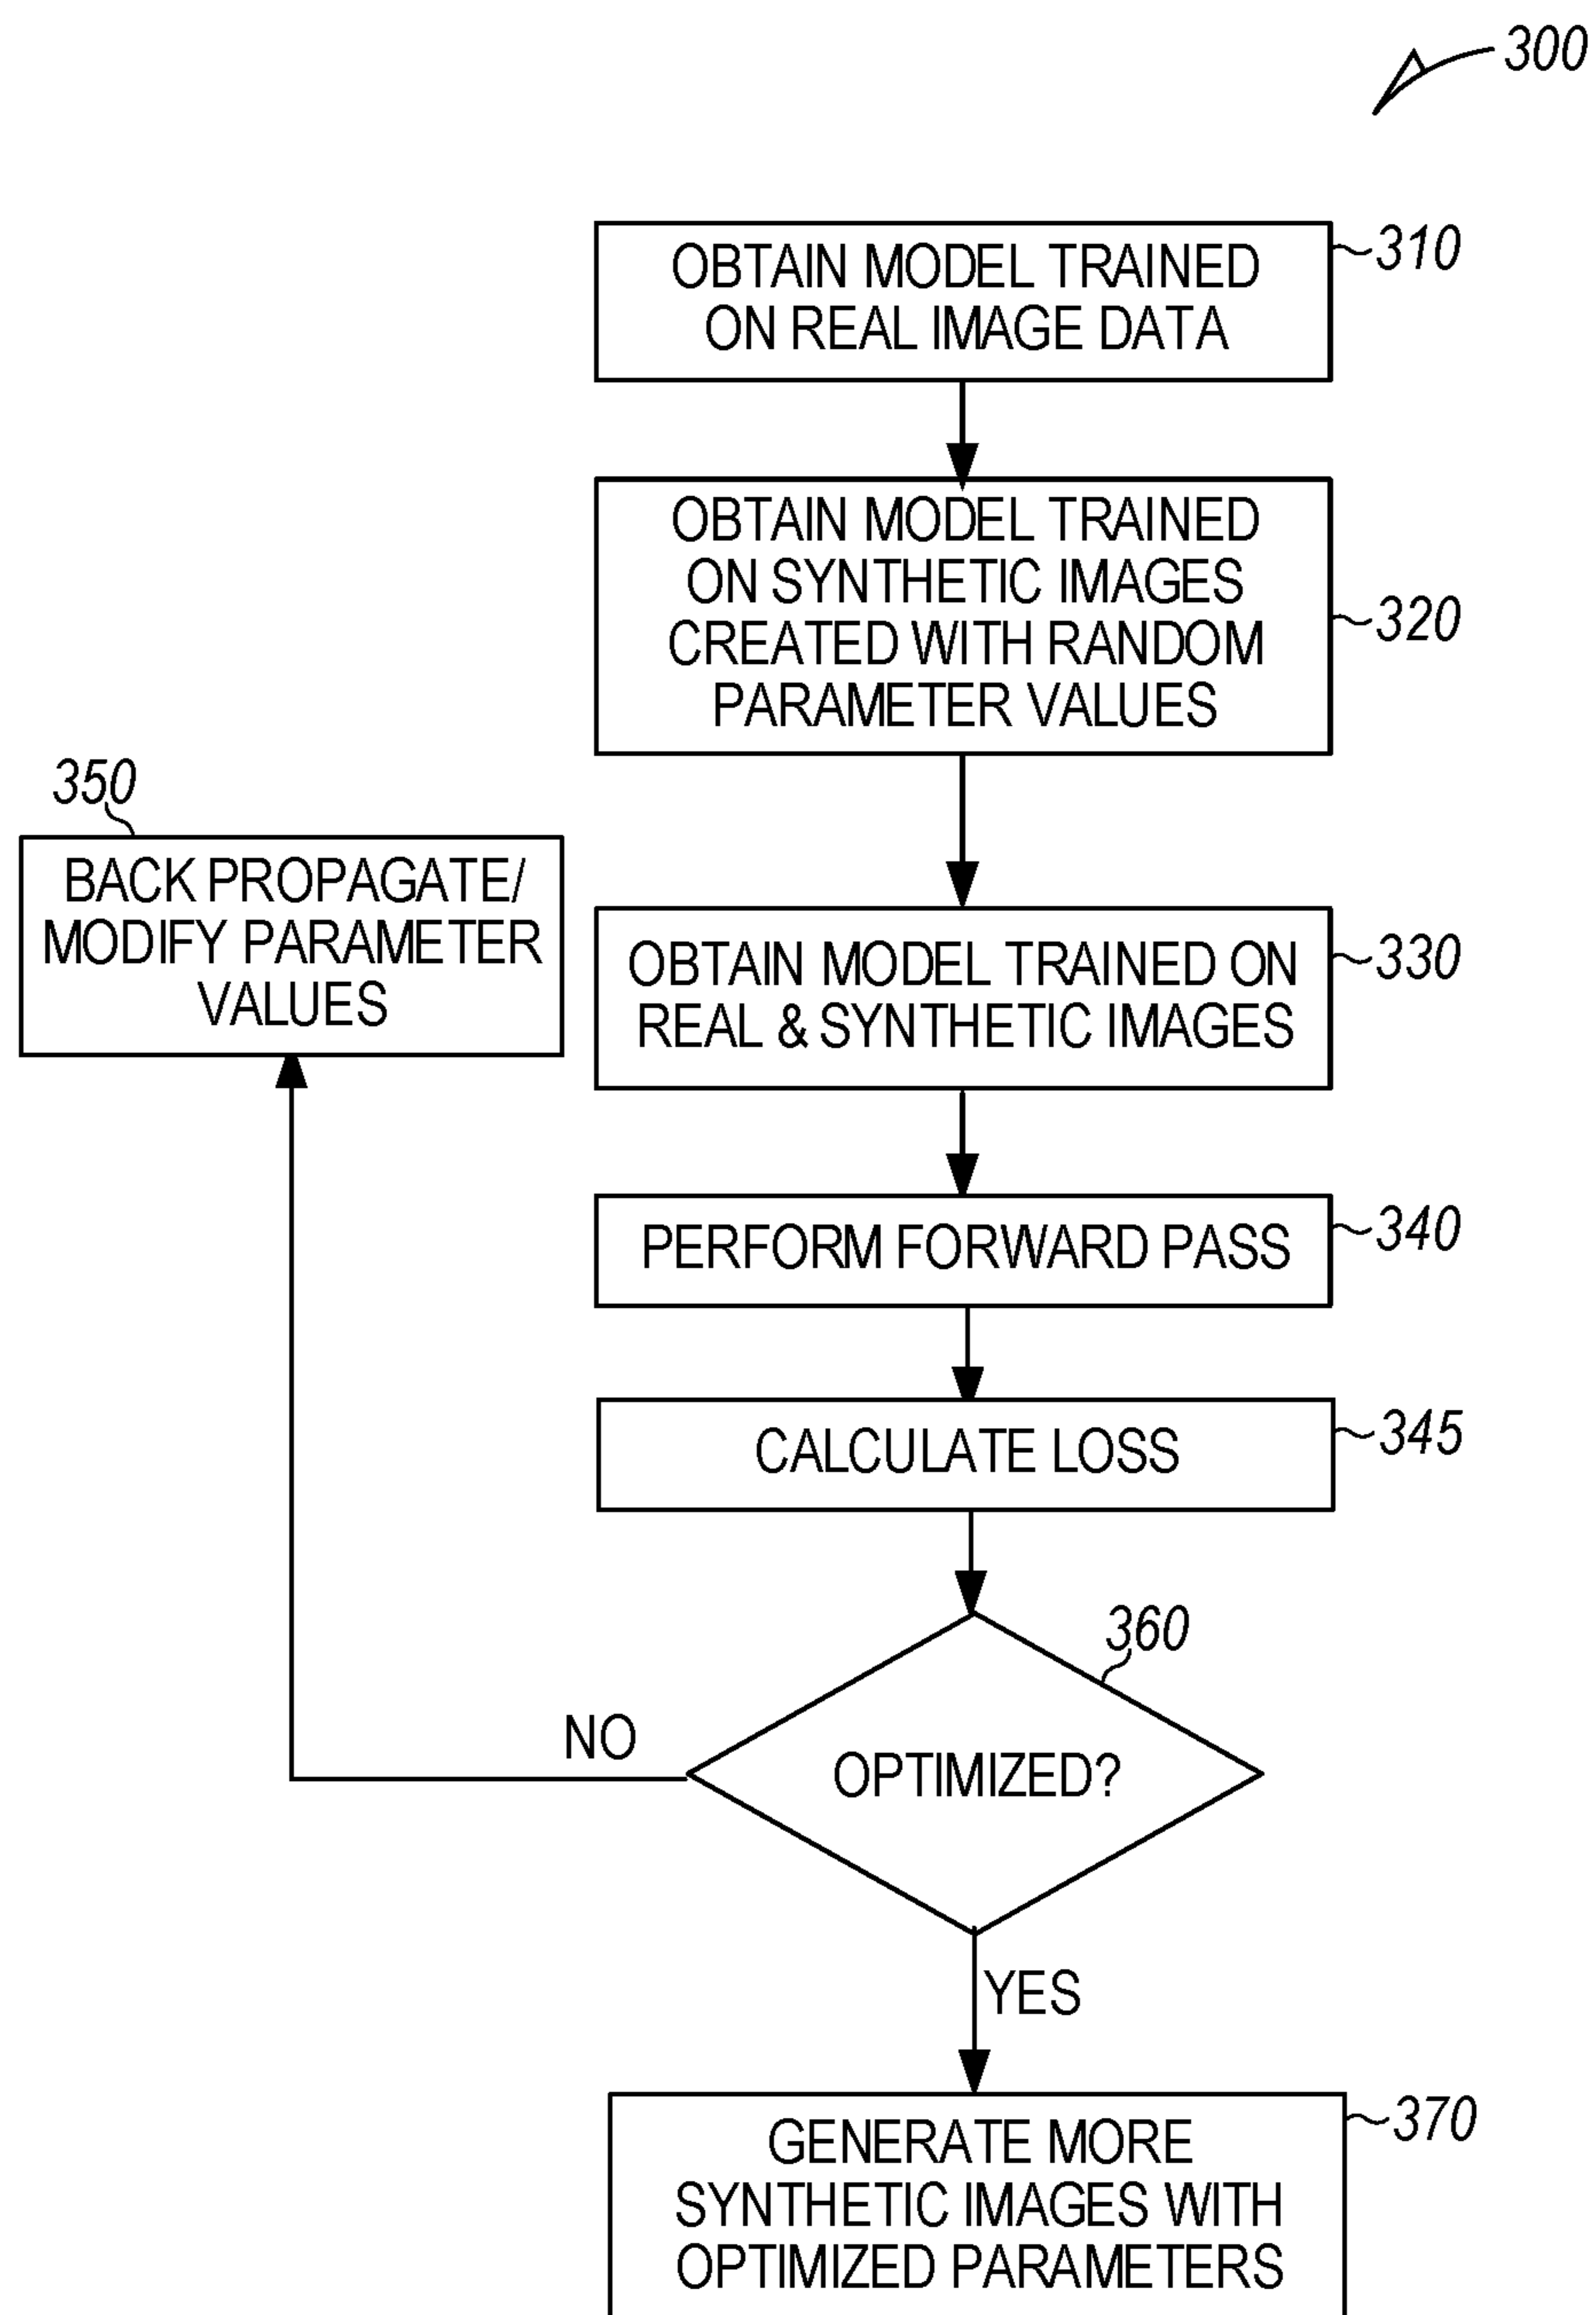 300
OBTAIN MODEL TRAINED
ON REAL IMAGE DATA
310
OBTAIN MODEL TRAINED
ON SYNTHETIC IMAGES
CREATED WITH RANDOM
PARAMETER VALUES
320
350
BACK PROPAGATE/
MODIFY PARAMETER
VALUES
OBTAIN MODEL TRAINED ON
REAL & SYNTHETIC IMAGES
330
PERFORM FORWARD PASS
340
CALCULATE LOSS
345
360
OPTIMIZED?
NO
YES
GENERATE MORE
SYNTHETIC IMAGES WITH
OPTIMIZED PARAMETERS
370